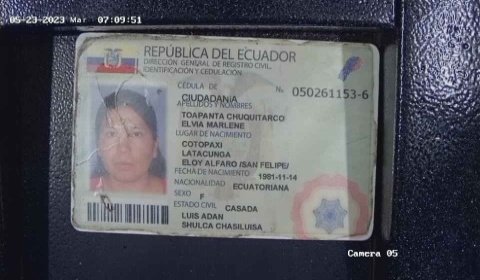 05-23-2023 Mar 07:09:51
REPÚBLICA DEL ECUADOR
DIRECCIÓN GENERAL DE REGISTRO CIVIL,
IDENTIFICACIÓN Y CEDULACIÓN
CÉDULA DE No 050261153-6
CIUDADANÍA
APELLIDOS Y NOMBRES
TOAPANTA CHUQUITARCO
ELVIA MARLENE
LUGAR DE NACIMIENTO
COTOPAXI
LATACUNGA
ELOY ALFARO /SAN FELIPE/
FECHA DE NACIMIENTO 1981-11-14
NACIONALIDAD ECUATORIANA
SEXO F
ESTADO CIVIL CASADA
LUIS ADAN
SHULCA CHASILUISA
Camera 05